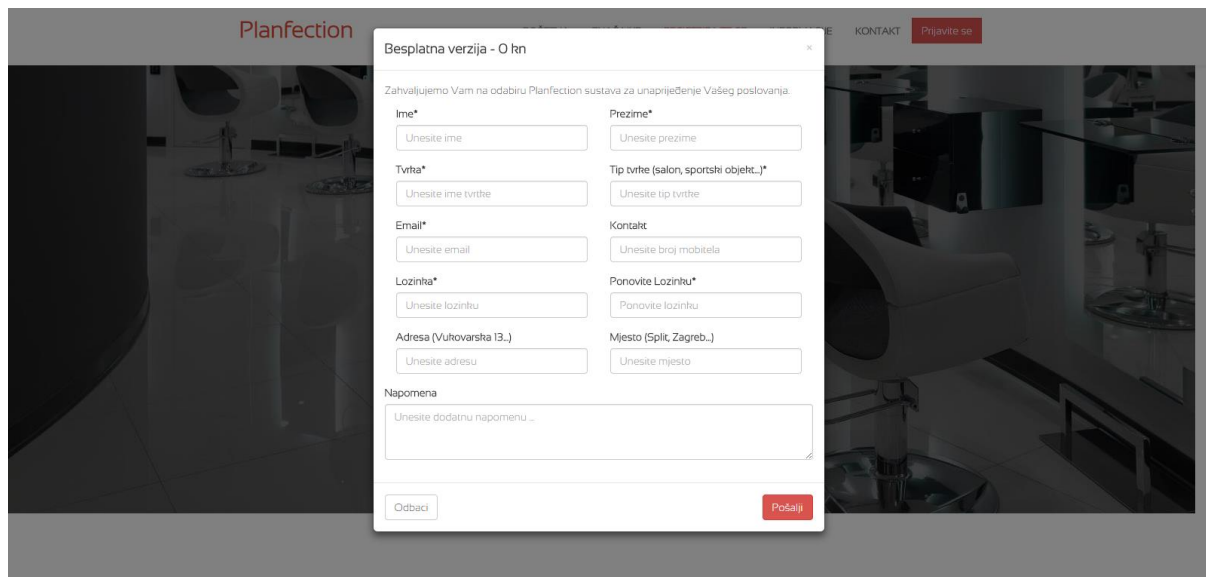 Planfection
KONTAKT Prijavite se
Besplatna verzija - 0 kn ×
Zahvaljujemo Vam na odabiru Planfection sustava za unaprijeđenje Vašeg poslovanja.
Ime* Prezime*
Unesite ime Unesite prezime
Tvrtka* Tip tvrtke (salon, sportski objekt...)*
Unesite ime tvrtke Unesite tip tvrtke
Email* Kontakt
Unesite email Unesite broj mobitela
Lozinka* Ponovite Lozinku*
Unesite lozinku Ponovite lozinku
Adresa (Vukovarska 13...) Mjesto (Split, Zagreb...)
Unesite adresu Unesite mjesto
Napomena
Unesite dodatnu napomenu ...
Odbaci Pošalji